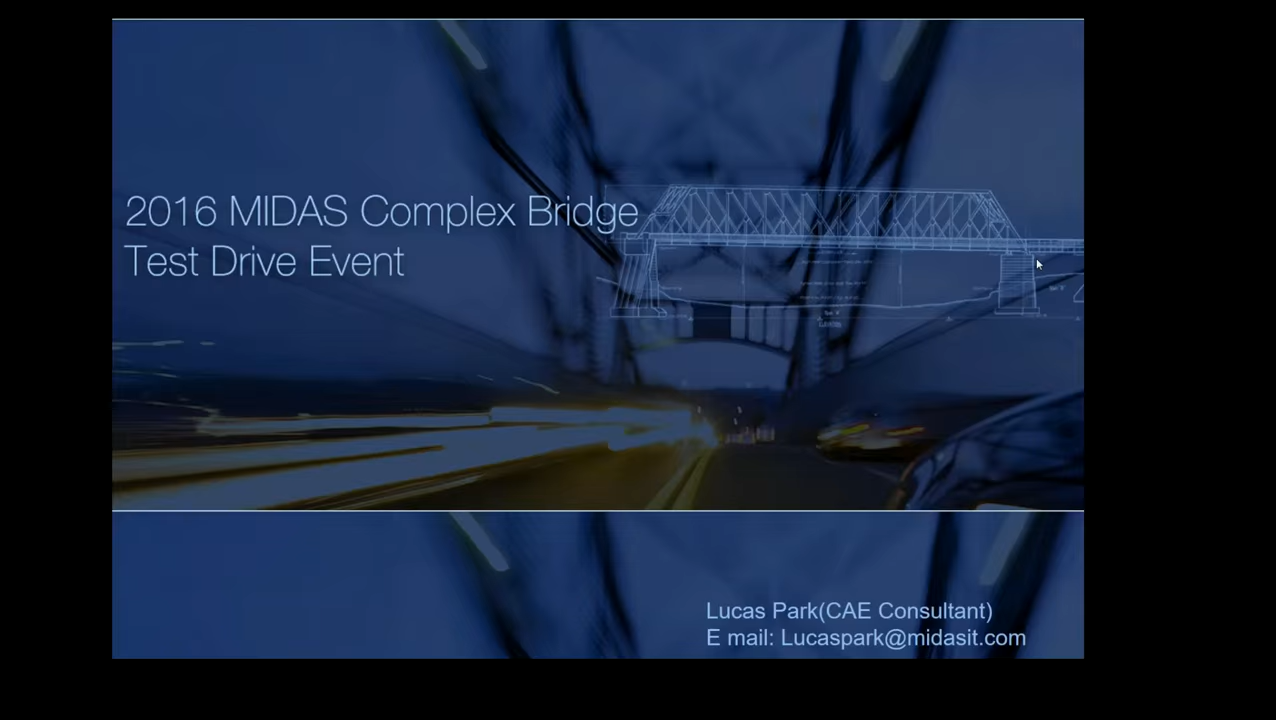 2016 MIDAS Complex Bridge
Test Drive Event
Lucas Park(CAE Consultant)
E mail: Lucaspark@midasit.com